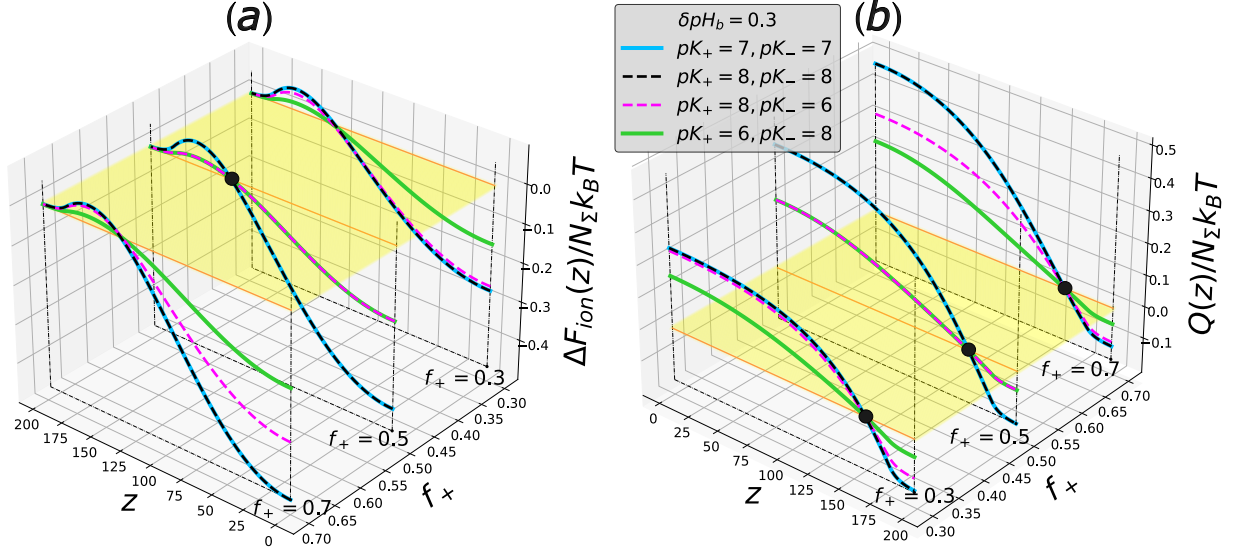 (a)
(b)
δpH_b = 0.3
pK_+ = 7, pK_- = 7
pK_+ = 8, pK_- = 8
pK_+ = 8, pK_- = 6
pK_+ = 6, pK_- = 8
0.0
−0.1
−0.2
−0.3
−0.4
ΔF_{ion}(z)/N_Σk_BT
f_+ = 0.3
f_+ = 0.5
f_+ = 0.7
200
175
150
125
100
75
50
25
0
z
0.30
0.35
0.40
0.45
0.50
0.55
0.60
0.65
0.70
f_+
0.5
0.4
0.3
0.2
0.1
0.0
−0.1
Q(z)/N_Σk_BT
f_+ = 0.7
f_+ = 0.5
f_+ = 0.3
0
25
50
75
100
125
150
175
200
z
0.70
0.65
0.60
0.55
0.50
0.45
0.40
0.35
0.30
f_+